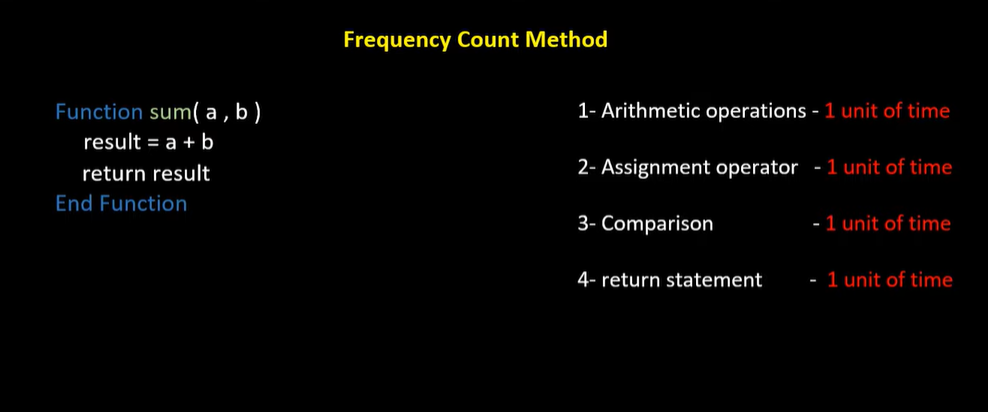 Frequency Count Method
Function sum( a , b )
result = a + b
return result
End Function
1- Arithmetic operations - 1 unit of time
2- Assignment operator - 1 unit of time
3- Comparison - 1 unit of time
4- return statement - 1 unit of time